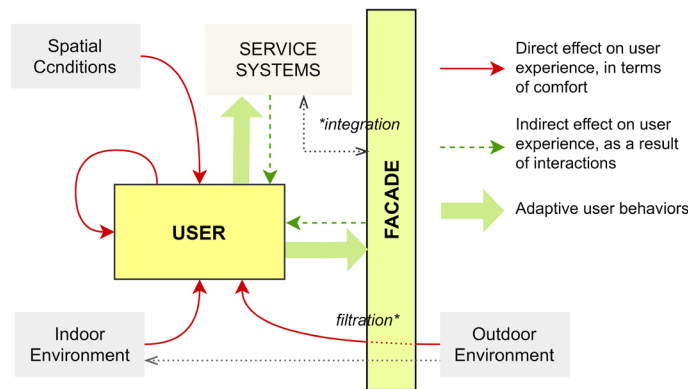 Spatial
Ccnditions
SERVICE
SYSTEMS
*integration
FACADE
USER
Indoor
Environment
filtration*
Outdoor
Environment
Direct effect on user
experience, in terms
of comfort
Indirect effect on user
experience, as a result
of interactions
Adaptive user behaviors